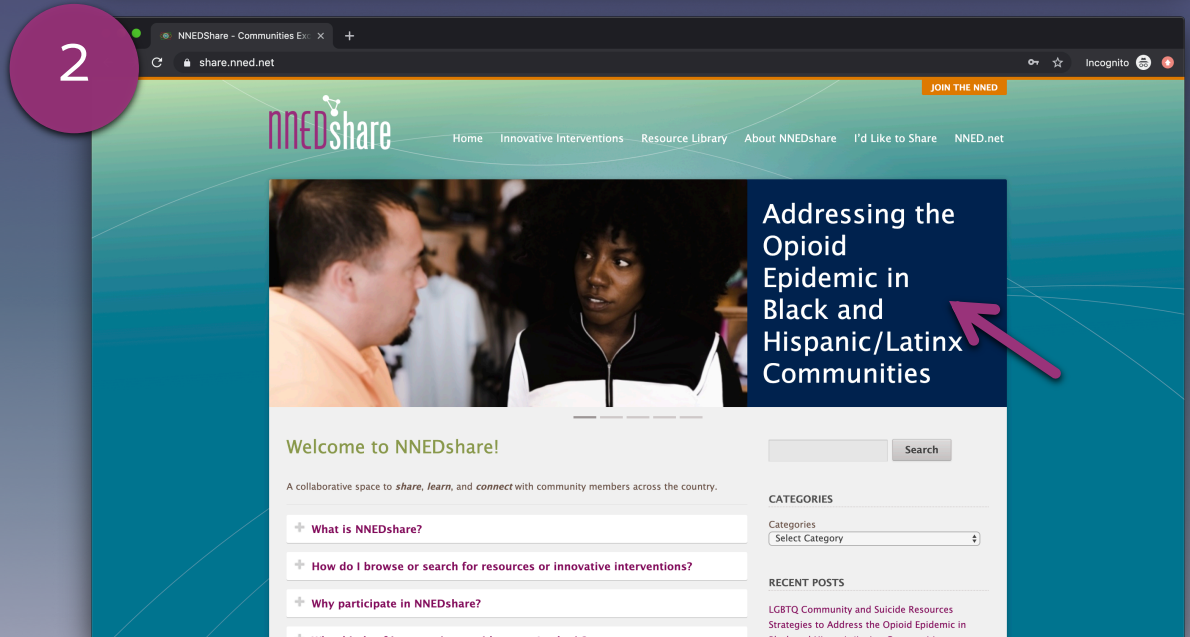 2
NNEDShare - Communities Exc
share.nned.net
Incognito
JOIN THE NNED
nnEDshare
Home Innovative Interventions Resource Library About NNEDshare I'd Like to Share NNED.net
Addressing the
Opioid
Epidemic in
Black and
Hispanic/Latinx
Communities
Welcome to NNEDshare!
Search
A collaborative space to share, learn, and connect with community members across the country.
CATEGORIES
What is NNEDshare?
Categories
Select Category
How do I browse or search for resources or innovative interventions?
RECENT POSTS
Why participate in NNEDshare?
LGBTQ Community and Suicide Resources
Strategies to Address the Opioid Epidemic in